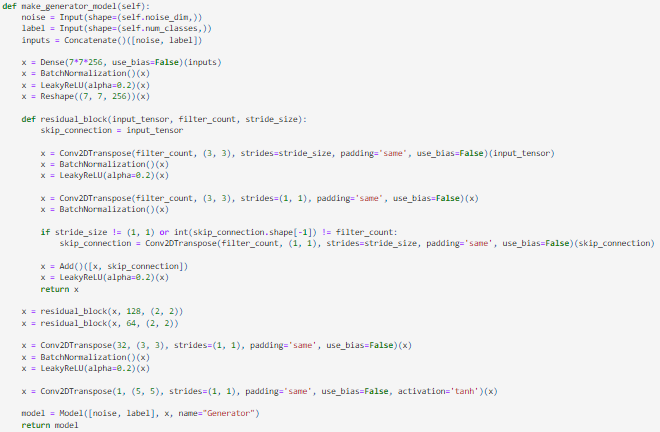 def make_generator_model(self):
    noise = Input(shape=(self.noise_dim,))
    label = Input(shape=(self.num_classes,))
    inputs = Concatenate()([noise, label])

    x = Dense(7*7*256, use_bias=False)(inputs)
    x = BatchNormalization()(x)
    x = LeakyReLU(alpha=0.2)(x)
    x = Reshape((7, 7, 256))(x)

    def residual_block(input_tensor, filter_count, stride_size):
        skip_connection = input_tensor

        x = Conv2DTranspose(filter_count, (3, 3), strides=stride_size, padding='same', use_bias=False)(input_tensor)
        x = BatchNormalization()(x)
        x = LeakyReLU(alpha=0.2)(x)

        x = Conv2DTranspose(filter_count, (3, 3), strides=(1, 1), padding='same', use_bias=False)(x)
        x = BatchNormalization()(x)

        if stride_size != (1, 1) or int(skip_connection.shape[-1]) != filter_count:
            skip_connection = Conv2DTranspose(filter_count, (1, 1), strides=stride_size, padding='same', use_bias=False)(skip_connection)

        x = Add()([x, skip_connection])
        x = LeakyReLU(alpha=0.2)(x)
        return x

    x = residual_block(x, 128, (2, 2))
    x = residual_block(x, 64, (2, 2))

    x = Conv2DTranspose(32, (3, 3), strides=(1, 1), padding='same', use_bias=False)(x)
    x = BatchNormalization()(x)
    x = LeakyReLU(alpha=0.2)(x)

    x = Conv2DTranspose(1, (5, 5), strides=(1, 1), padding='same', use_bias=False, activation='tanh')(x)

    model = Model([noise, label], x, name="Generator")
    return model